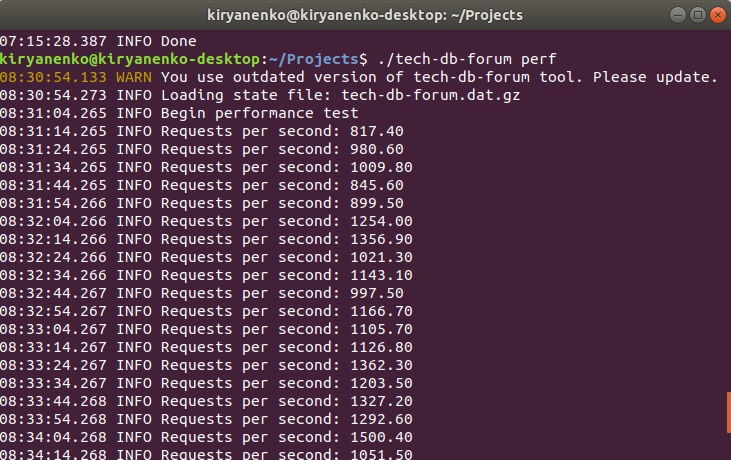 kiryanenko@kiryanenko-desktop: ~/Projects
07:15:28.387 INFO Done
kiryanenko@kiryanenko-desktop:~/Projects$ ./tech-db-forum perf
08:30:54.133 WARN You use outdated version of tech-db-forum tool. Please update.
08:30:54.273 INFO Loading state file: tech-db-forum.dat.gz
08:31:04.265 INFO Begin performance test
08:31:14.265 INFO Requests per second: 817.40
08:31:24.265 INFO Requests per second: 980.60
08:31:34.265 INFO Requests per second: 1009.80
08:31:44.265 INFO Requests per second: 845.60
08:31:54.266 INFO Requests per second: 899.50
08:32:04.266 INFO Requests per second: 1254.00
08:32:14.266 INFO Requests per second: 1356.90
08:32:24.266 INFO Requests per second: 1021.30
08:32:34.266 INFO Requests per second: 1143.10
08:32:44.267 INFO Requests per second: 997.50
08:32:54.267 INFO Requests per second: 1166.70
08:33:04.267 INFO Requests per second: 1105.70
08:33:14.267 INFO Requests per second: 1126.80
08:33:24.267 INFO Requests per second: 1362.30
08:33:34.267 INFO Requests per second: 1203.50
08:33:44.268 INFO Requests per second: 1327.20
08:33:54.268 INFO Requests per second: 1292.60
08:34:04.268 INFO Requests per second: 1500.40
08:34:14.268 INFO Requests per second: 1051.50